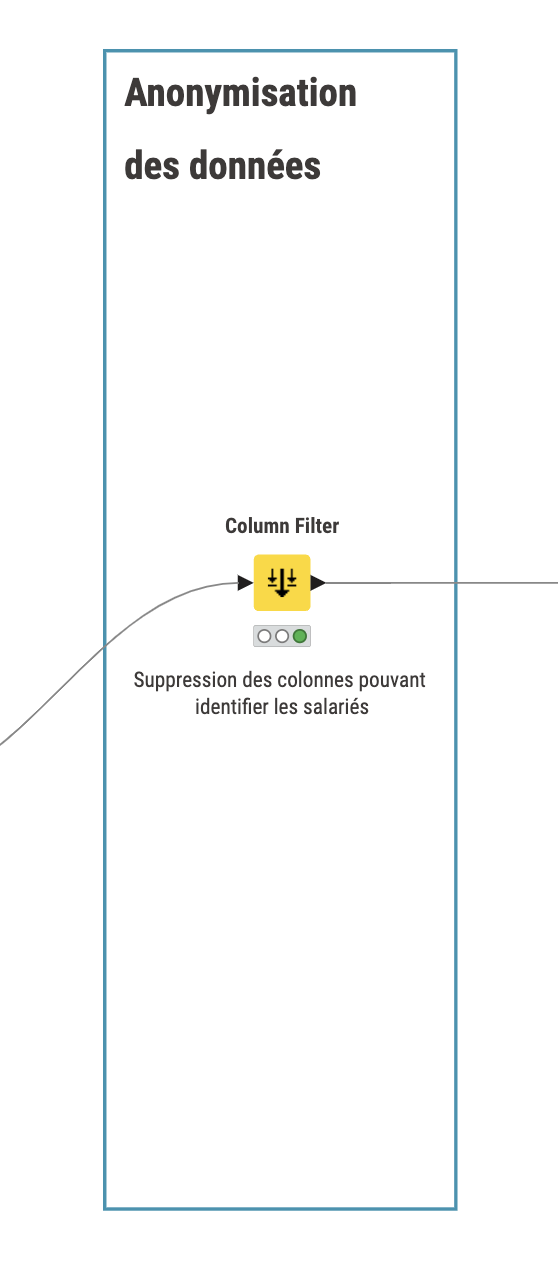 Anonymisation
des données
Column Filter
Suppression des colonnes pouvant
identifier les salariés